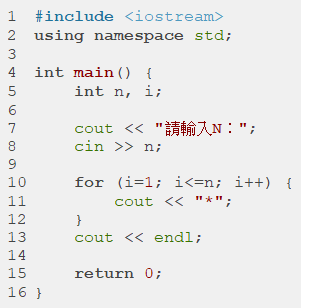 1 #include <iostream>
2 using namespace std;
3
4 int main() {
5     int n, i;
6
7     cout << "請輸入N：";
8     cin >> n;
9
10     for (i=1; i<=n; i++) {
11         cout << "*";
12     }
13     cout << endl;
14
15     return 0;
16 }